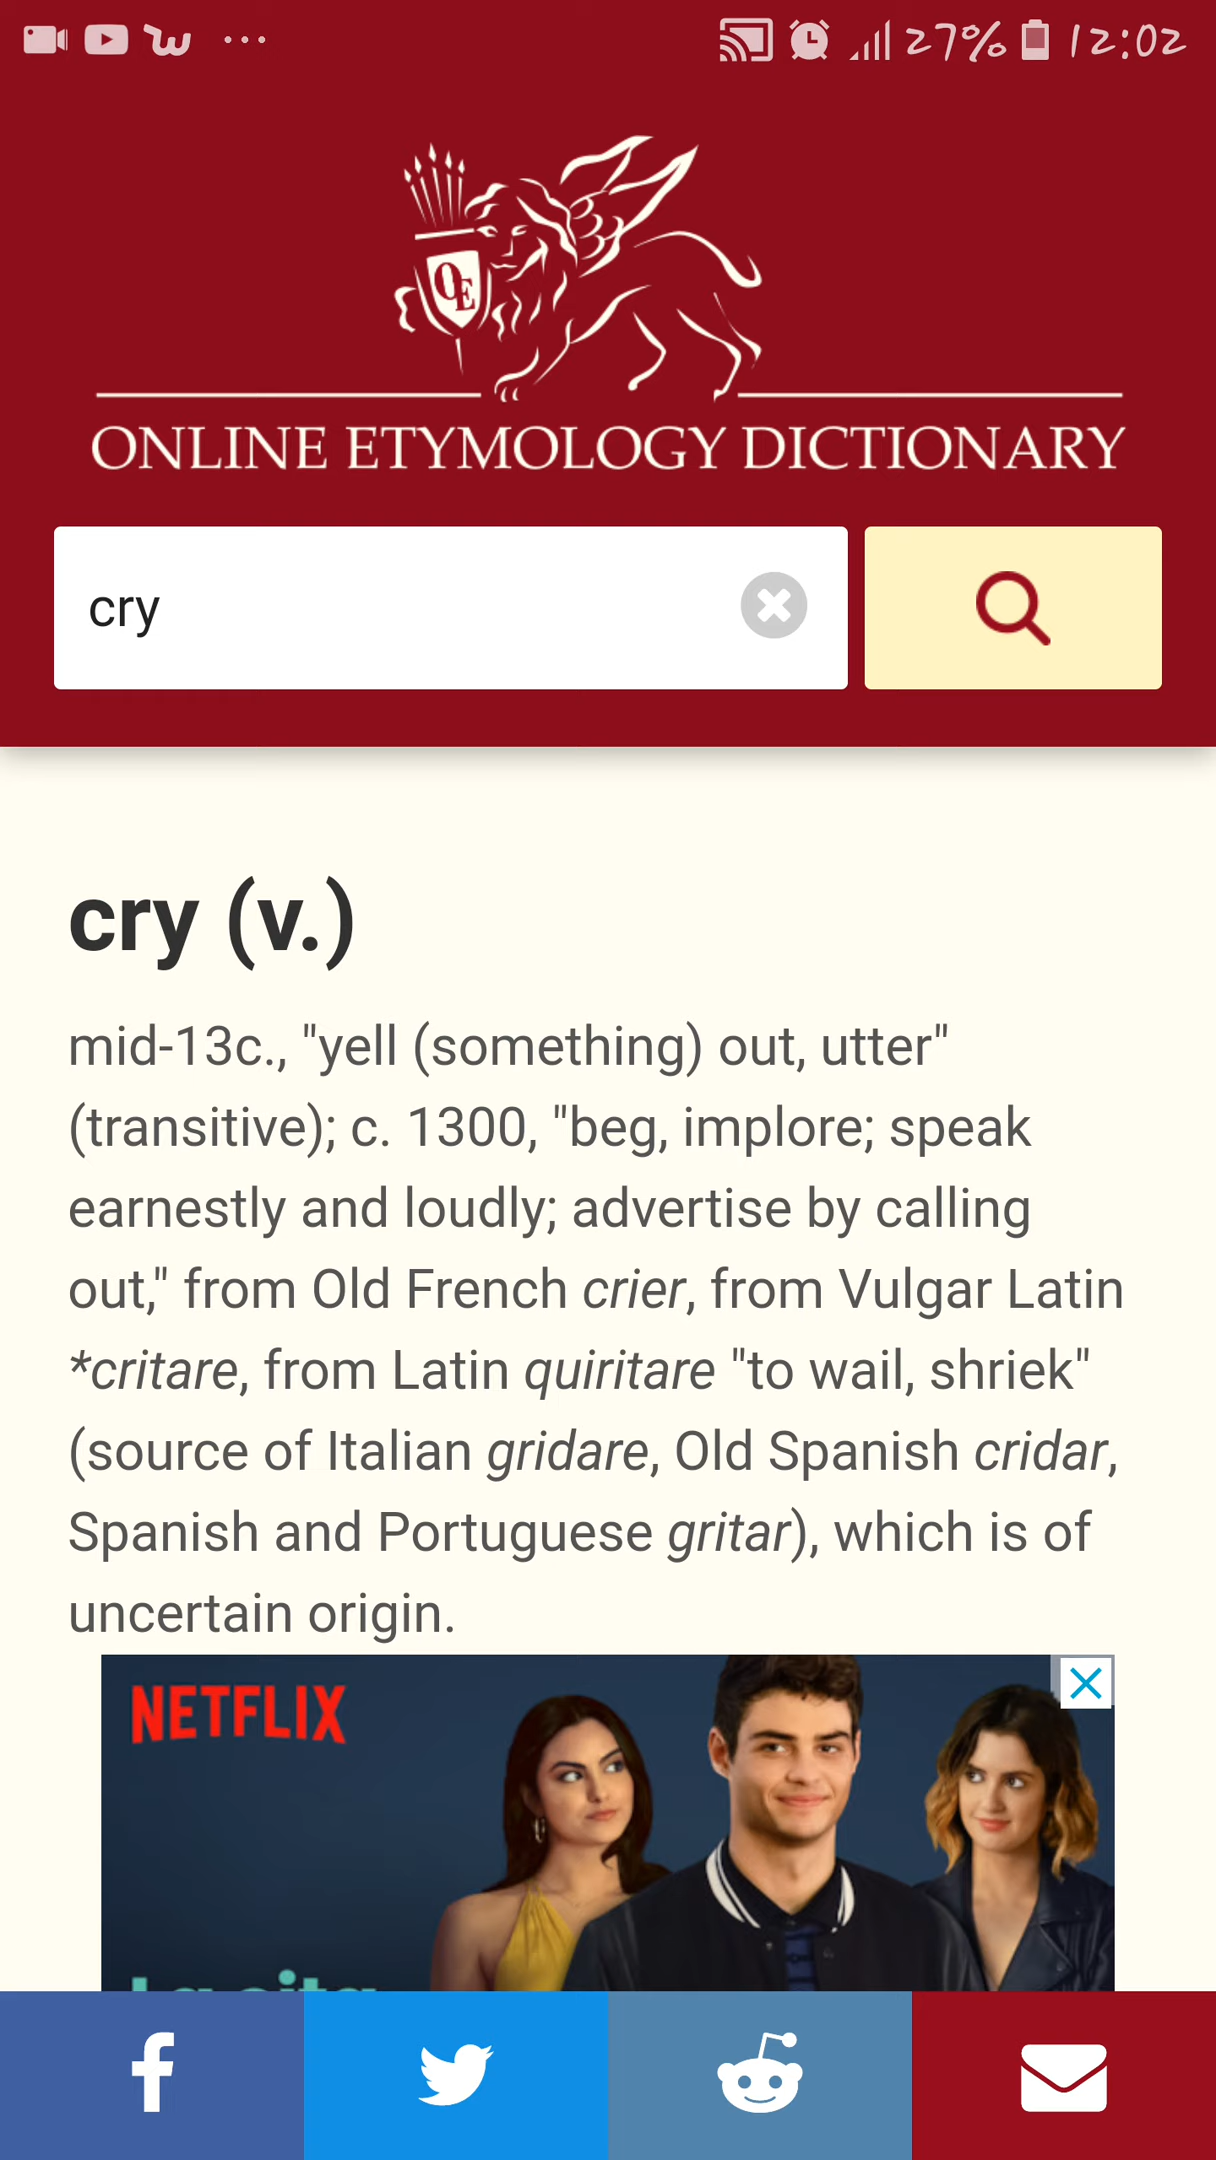 27% 12:02
OE
ONLINE ETYMOLOGY DICTIONARY
cry
cry (v.)
mid-13c., "yell (something) out, utter"
(transitive); c. 1300, "beg, implore; speak
earnestly and loudly; advertise by calling
out," from Old French crier, from Vulgar Latin
*critare, from Latin quiritare "to wail, shriek"
(source of Italian gridare, Old Spanish cridar,
Spanish and Portuguese gritar), which is of
uncertain origin.
NETFLIX